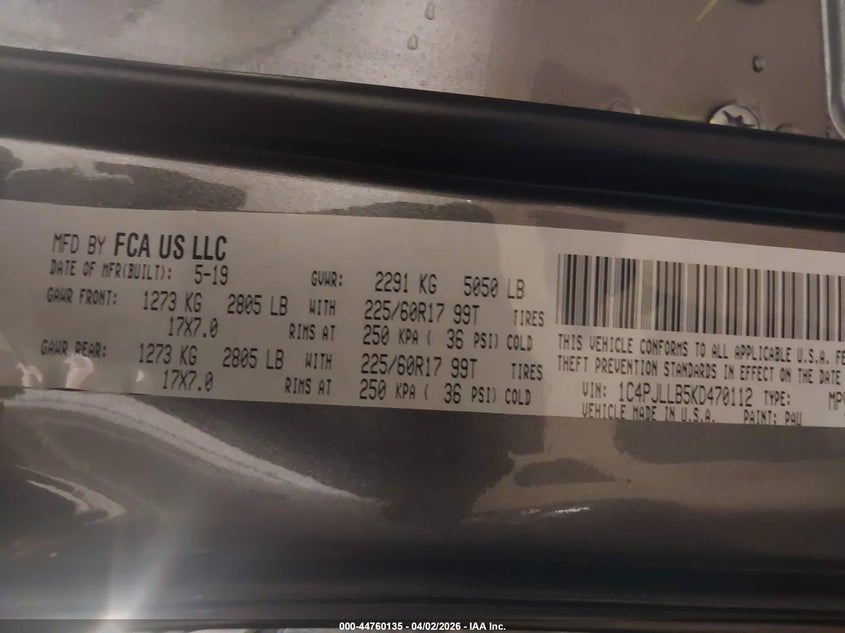 MFD BY FCA US LLC
DATE OF MFR(BUILT): 5-19 GVWR: 2291 KG 5050 LB
GAWR FRONT: 1273 KG 2805 LB WITH 225/60R17 99T TIRES
17X7.0 RIMS AT 250 KPA ( 36 PSI) COLD
GAWR REAR: 1273 KG 2805 LB WITH 225/60R17 99T TIRES
17X7.0 RIMS AT 250 KPA ( 36 PSI) COLD
THIS VEHICLE CONFORMS TO ALL APPLICABLE U.S.A. FE
THEFT PREVENTION STANDARDS IN EFFECT ON THE DATE
VIN: 1C4PJLLB5KD470112 TYPE: MP
VEHICLE MADE IN U.S.A. PAINT: PAU
000-44760135 - 04/02/2026 - IAA Inc.